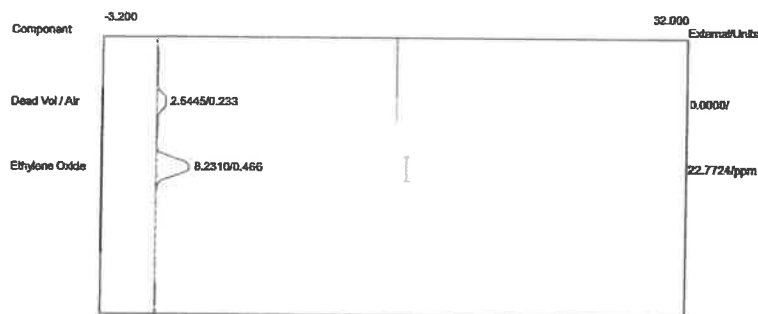 -3.200 32.000
Component External/Units
Dead Vol / Air 2.5445/0.233 0.0000/
Ethylene Oxide 8.2310/0.466 22.7724/ppm